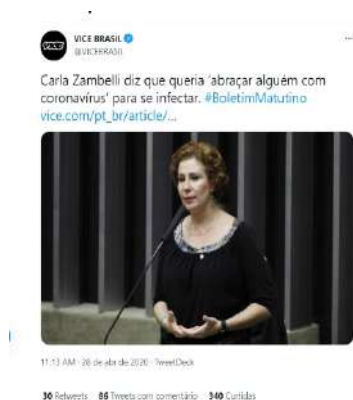 VICE BRASIL
@VICEBRASIL
Carla Zambelli diz que queria 'abraçar alguém com
coronavírus' para se infectar. #BoletimMatutino
vice.com/pt_br/article/...
11:13 AM · 28 de abr de 2020 · TweetDeck
30 Retweets 86 Tweets com comentário 340 Curtidas